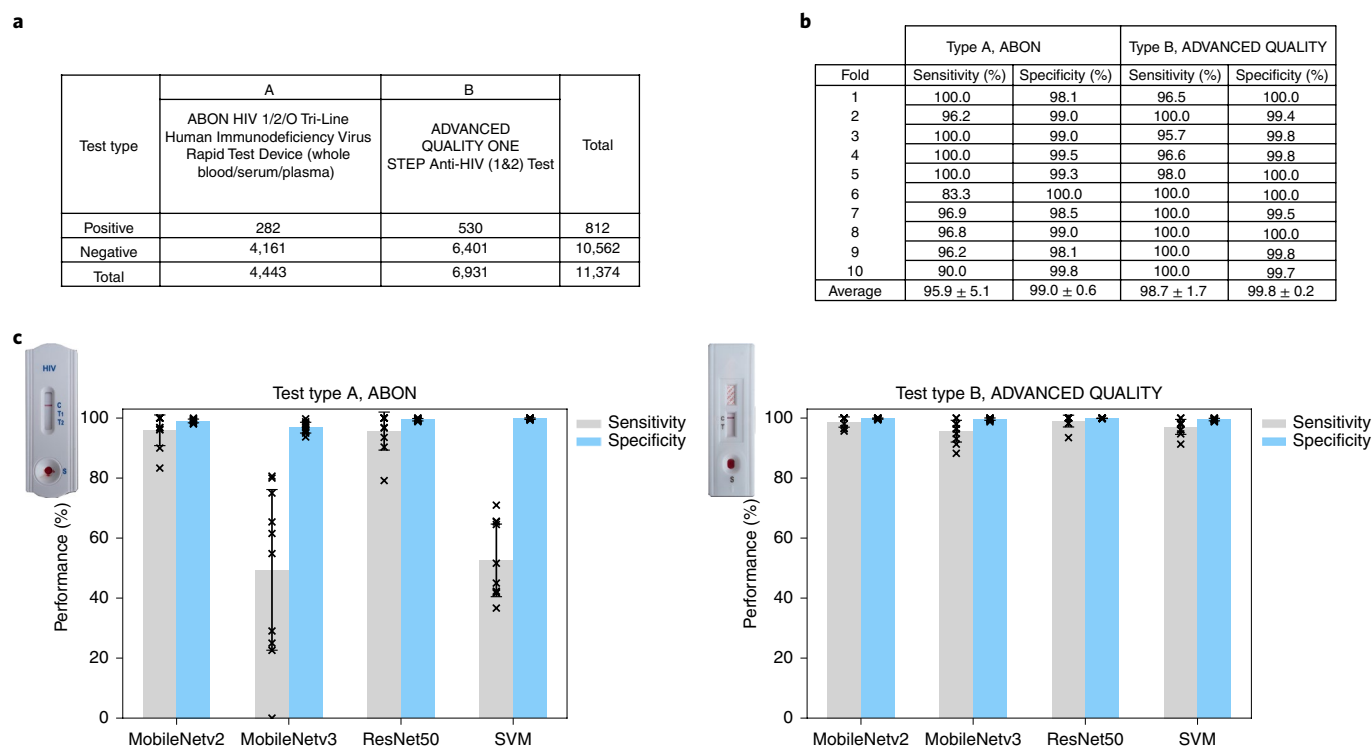 a
Test type
A
B
Total
ABON HIV 1/2/O Tri-Line
Human Immunodeficiency Virus
Rapid Test Device (whole
blood/serum/plasma)
ADVANCED
QUALITY ONE
STEP Anti-HIV (1&2) Test
Positive 282 530 812
Negative 4,161 6,401 10,562
Total 4,443 6,931 11,374
b
Type A, ABON Type B, ADVANCED QUALITY
Fold Sensitivity (%) Specificity (%) Sensitivity (%) Specificity (%)
1 100.0 98.1 96.5 100.0
2 96.2 99.0 100.0 99.4
3 100.0 99.0 95.7 99.8
4 100.0 99.5 96.6 99.8
5 100.0 99.3 98.0 100.0
6 83.3 100.0 100.0 100.0
7 96.9 98.5 100.0 99.5
8 96.8 99.0 100.0 100.0
9 96.2 98.1 100.0 99.8
10 90.0 99.8 100.0 99.7
Average 95.9 ± 5.1 99.0 ± 0.6 98.7 ± 1.7 99.8 ± 0.2
c
HIV
C
T1
T2
S
Test type A, ABON
Sensitivity
Specificity
Performance (%)
100
80
60
40
20
0
MobileNetv2 MobileNetv3 ResNet50 SVM
C
T
S
Test type B, ADVANCED QUALITY
Sensitivity
Specificity
Performance (%)
100
80
60
40
20
0
MobileNetv2 MobileNetv3 ResNet50 SVM